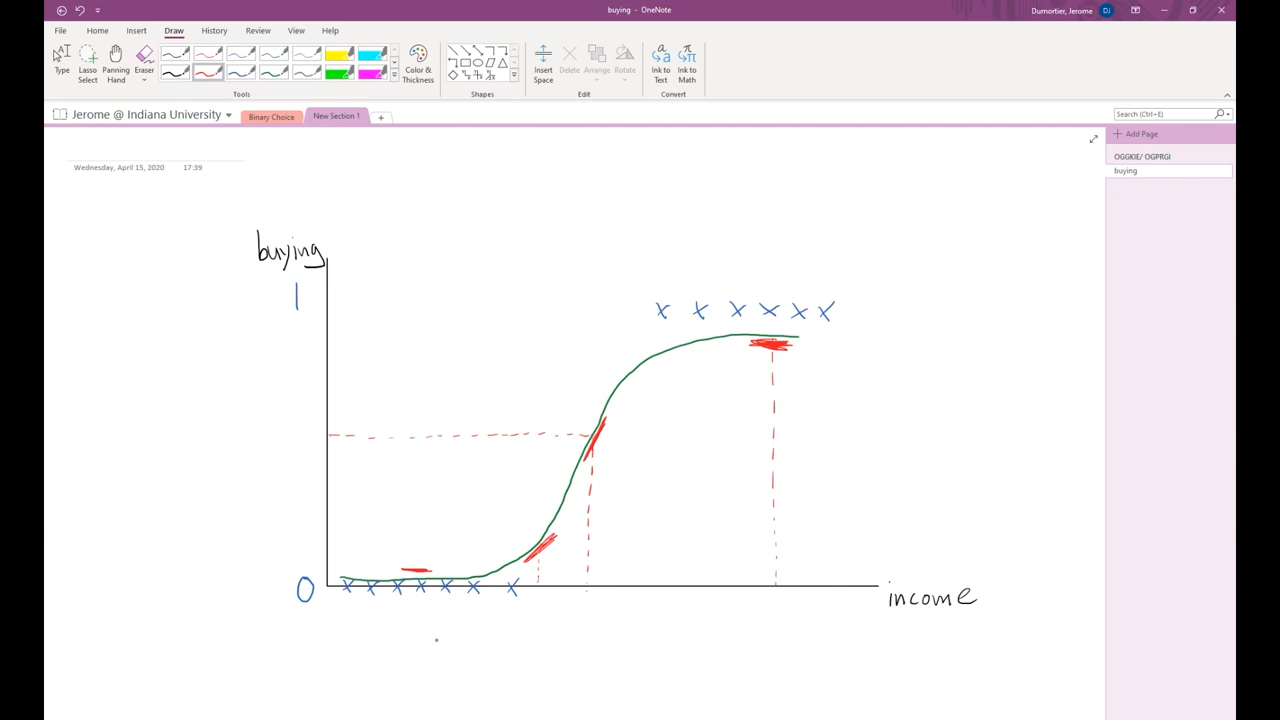 buying - OneNote
Dumortier, Jerome DJ
File Home Insert Draw History Review View Help
Type
Lasso Select
Panning Hand
Eraser
Color & Thickness
Insert Space
Delete
Arrange
Rotate
Ink to Text
Ink to Math
Tools
Shapes
Edit
Convert
Jerome @ Indiana University
Binary Choice
New Section 1
Search (Ctrl+E)
Add Page
OGGKIE/ OGPRGI
buying
Wednesday, April 15, 2020 17:39
buying
1
x x x x x x
0
x x x x x x x
income